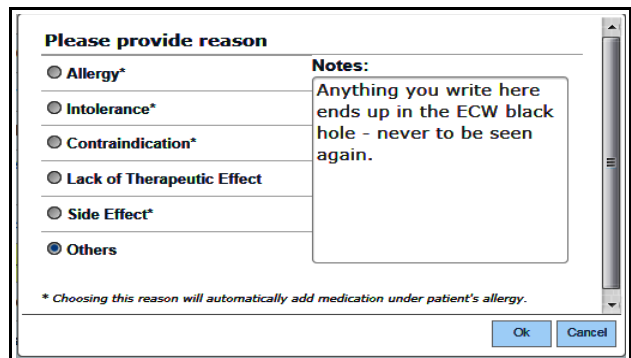 Please provide reason
Allergy*
Intolerance*
Contraindication*
Lack of Therapeutic Effect
Side Effect*
Others
Notes:
Anything you write here
ends up in the ECW black
hole - never to be seen
again.
* Choosing this reason will automatically add medication under patient's allergy.
Ok
Cancel